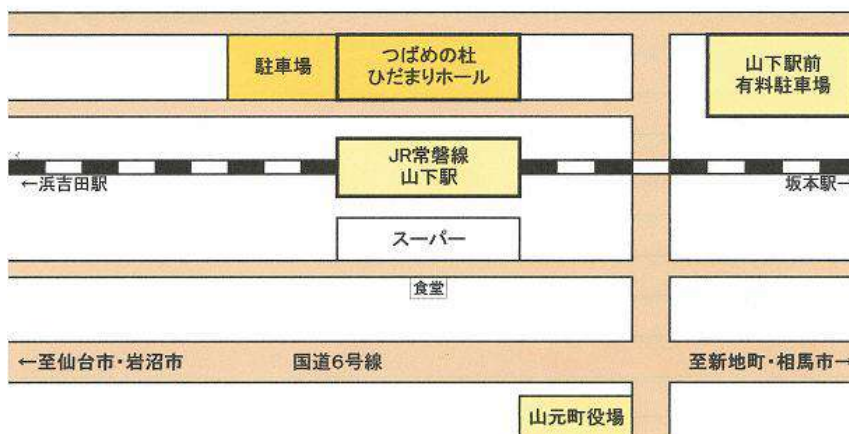 駐車場
つばめの杜
ひだまりホール
山下駅前
有料駐車場
JR常磐線
山下駅
←浜吉田駅
坂本駅→
スーパー
食堂
←至仙台市・岩沼市
国道6号線
至新地町・相馬市→
山元町役場